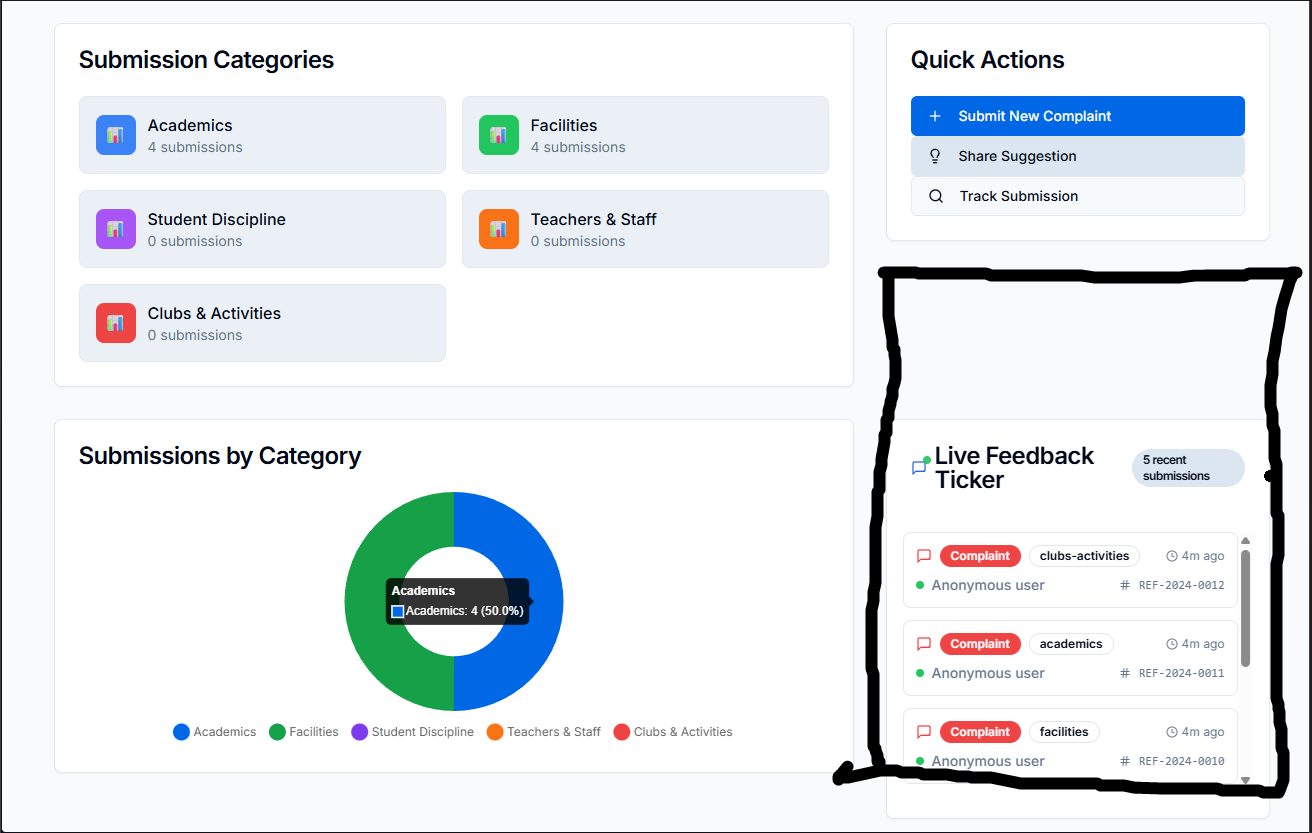 Submission Categories
Academics
4 submissions
Facilities
4 submissions
Student Discipline
0 submissions
Teachers & Staff
0 submissions
Clubs & Activities
0 submissions
Quick Actions
Submit New Complaint
Share Suggestion
Track Submission
Submissions by Category
Academics
Academics: 4 (50.0%)
Academics Facilities Student Discipline Teachers & Staff Clubs & Activities
Live Feedback
Ticker
5 recent
submissions
Complaint clubs-activities 4m ago
Anonymous user # REF-2024-0012
Complaint academics 4m ago
Anonymous user # REF-2024-0011
Complaint facilities 4m ago
Anonymous user # REF-2024-0010